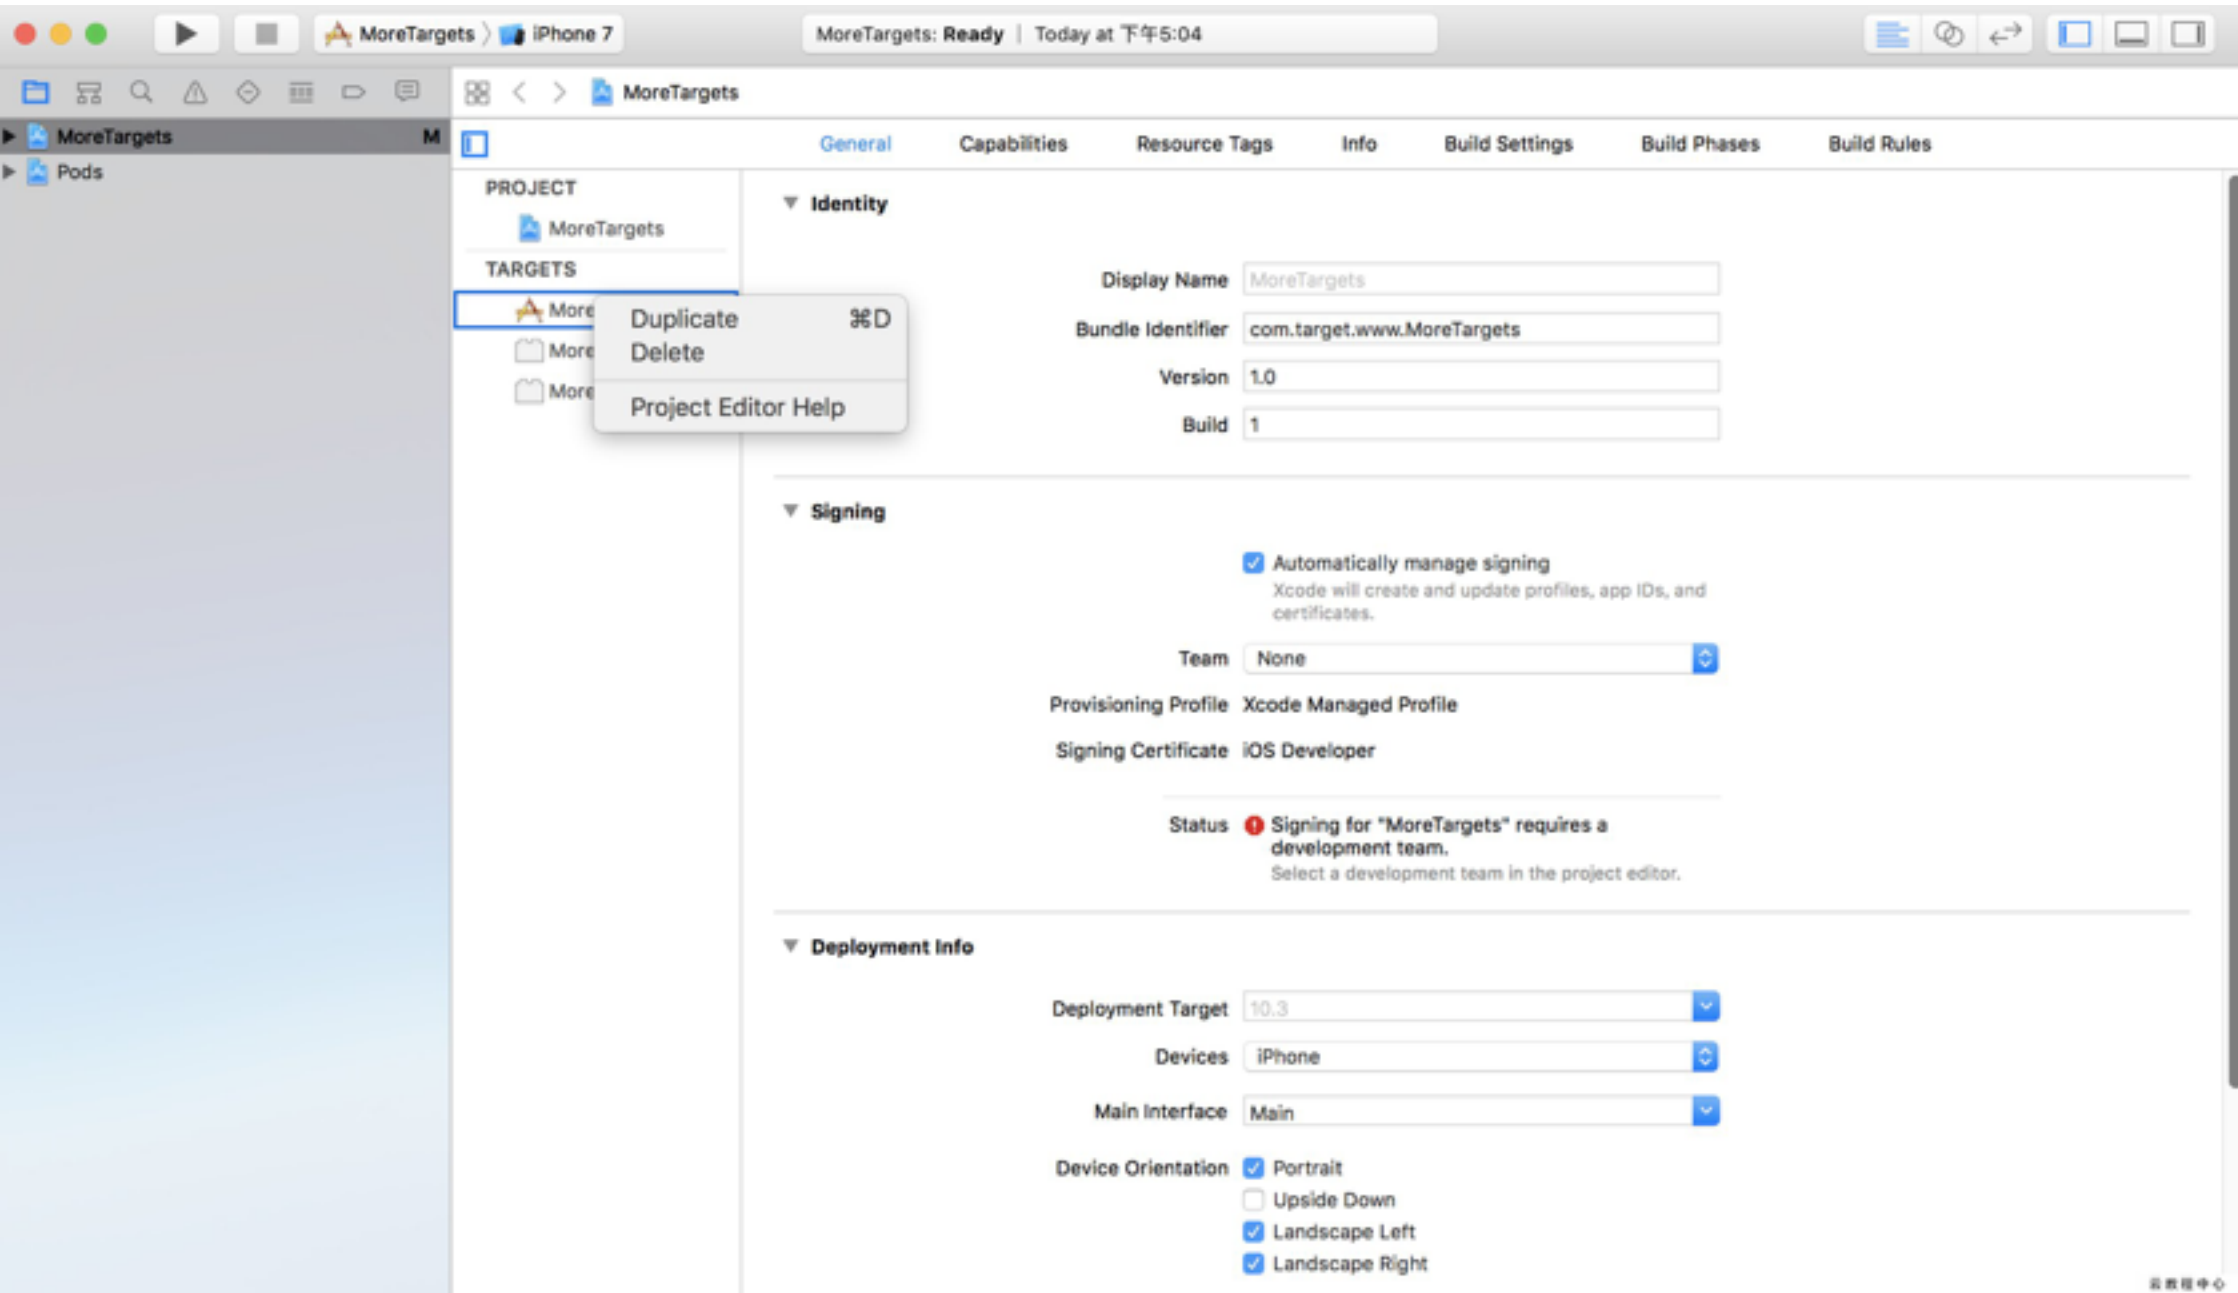 MoreTargets 〉 iPhone 7
MoreTargets: Ready | Today at 下午5:04
MoreTargets
MoreTargets M
Pods
General Capabilities Resource Tags Info Build Settings Build Phases Build Rules
PROJECT
MoreTargets
TARGETS
More
More
More
Duplicate ⌘D
Delete
Project Editor Help
Identity
Display Name MoreTargets
Bundle Identifier com.target.www.MoreTargets
Version 1.0
Build 1
Signing
Automatically manage signing
Xcode will create and update profiles, app IDs, and
certificates.
Team None
Provisioning Profile Xcode Managed Profile
Signing Certificate iOS Developer
Status Signing for "MoreTargets" requires a
development team.
Select a development team in the project editor.
Deployment Info
Deployment Target 10.3
Devices iPhone
Main Interface Main
Device Orientation Portrait
Upside Down
Landscape Left
Landscape Right
云教程中心